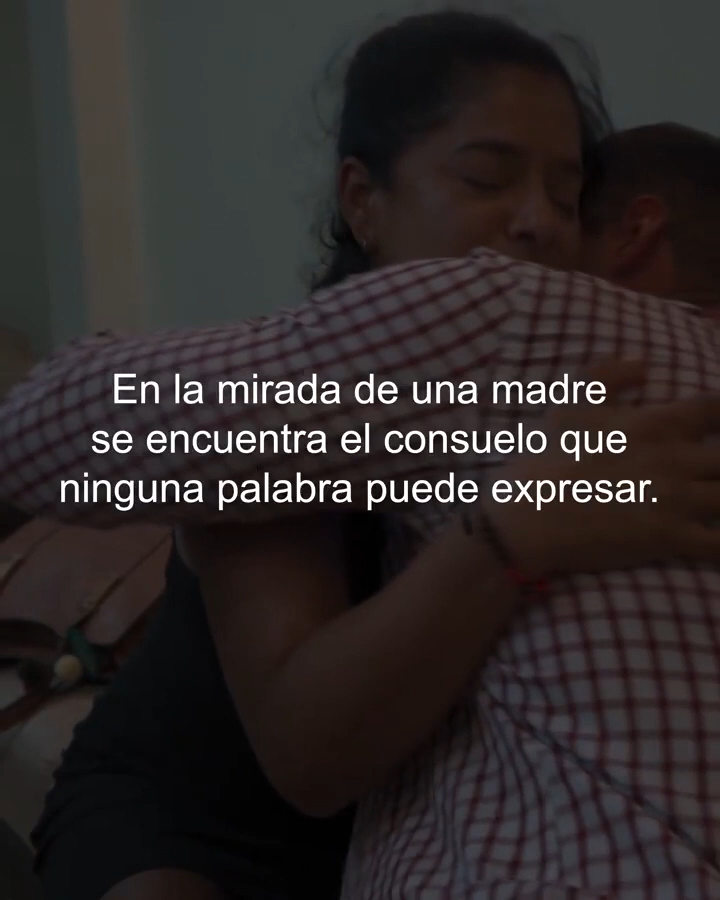 En la mirada de una madre
se encuentra el consuelo que
ninguna palabra puede expresar.